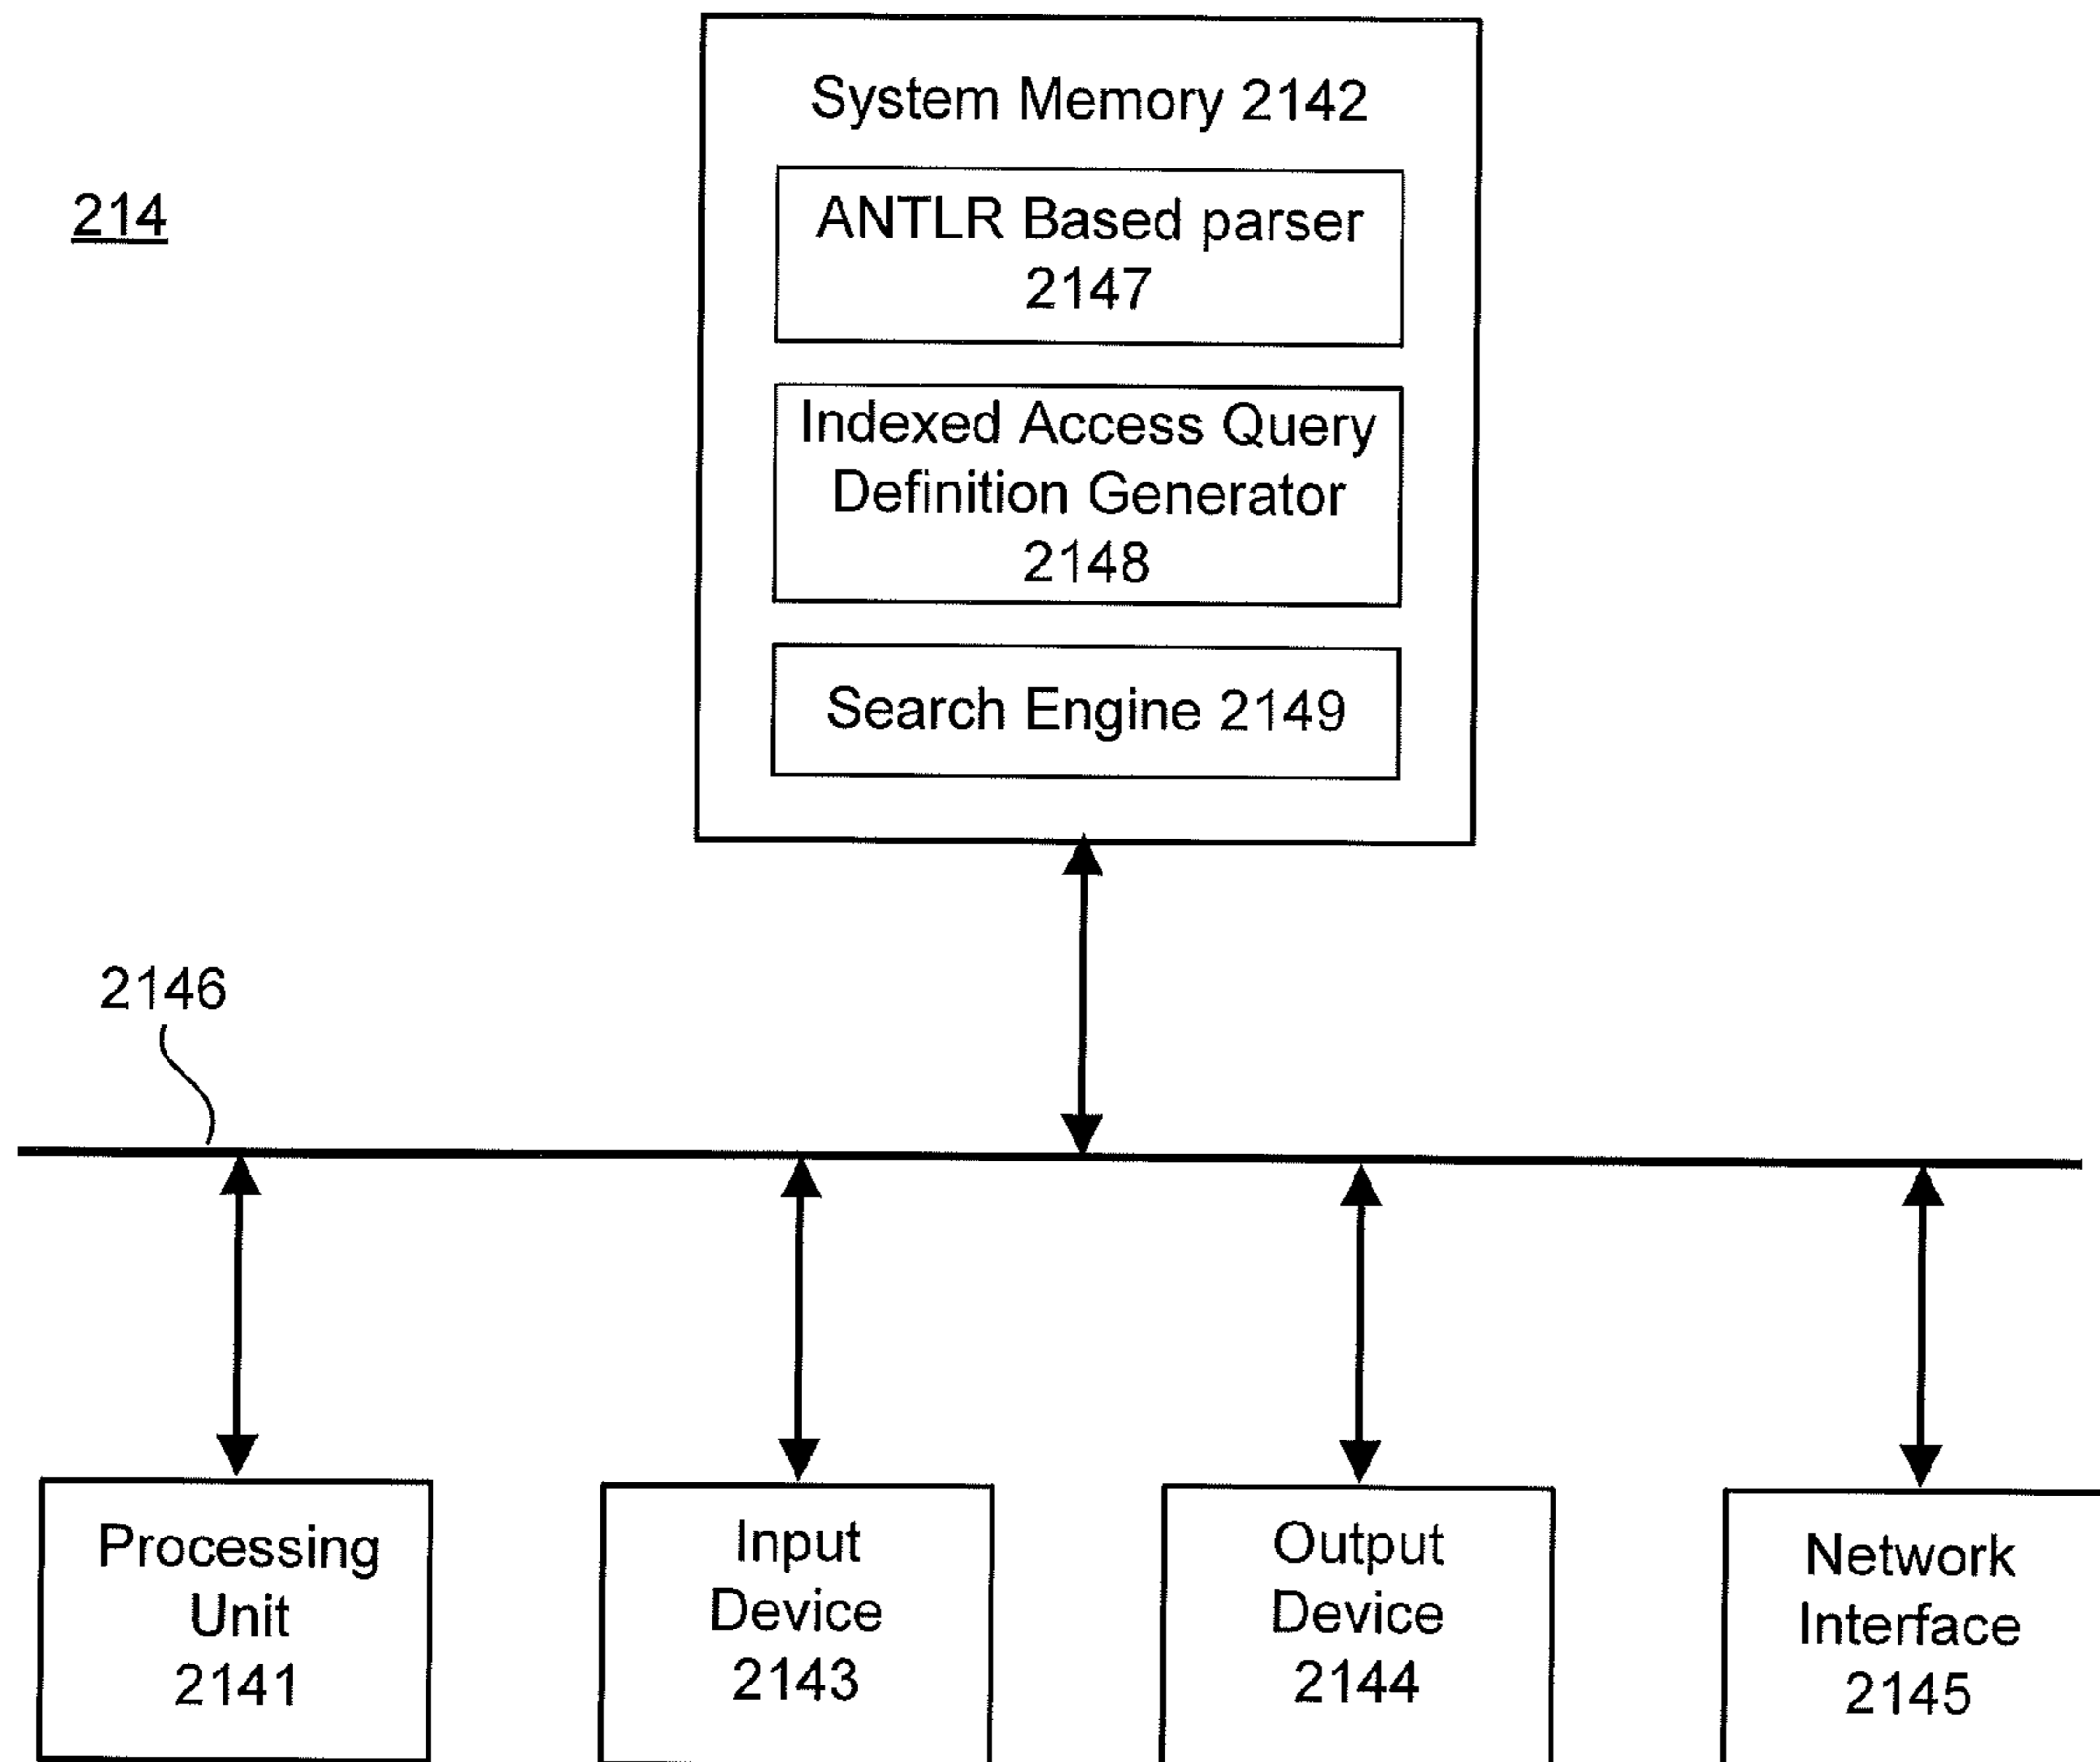 System Memory 2142
214
ANTLR Based parser
2147
Indexed Access Query
Definition Generator
2148
Search Engine 2149
2146
Processing
Unit
2141
Input
Device
2143
Output
Device
2144
Network
Interface
2145